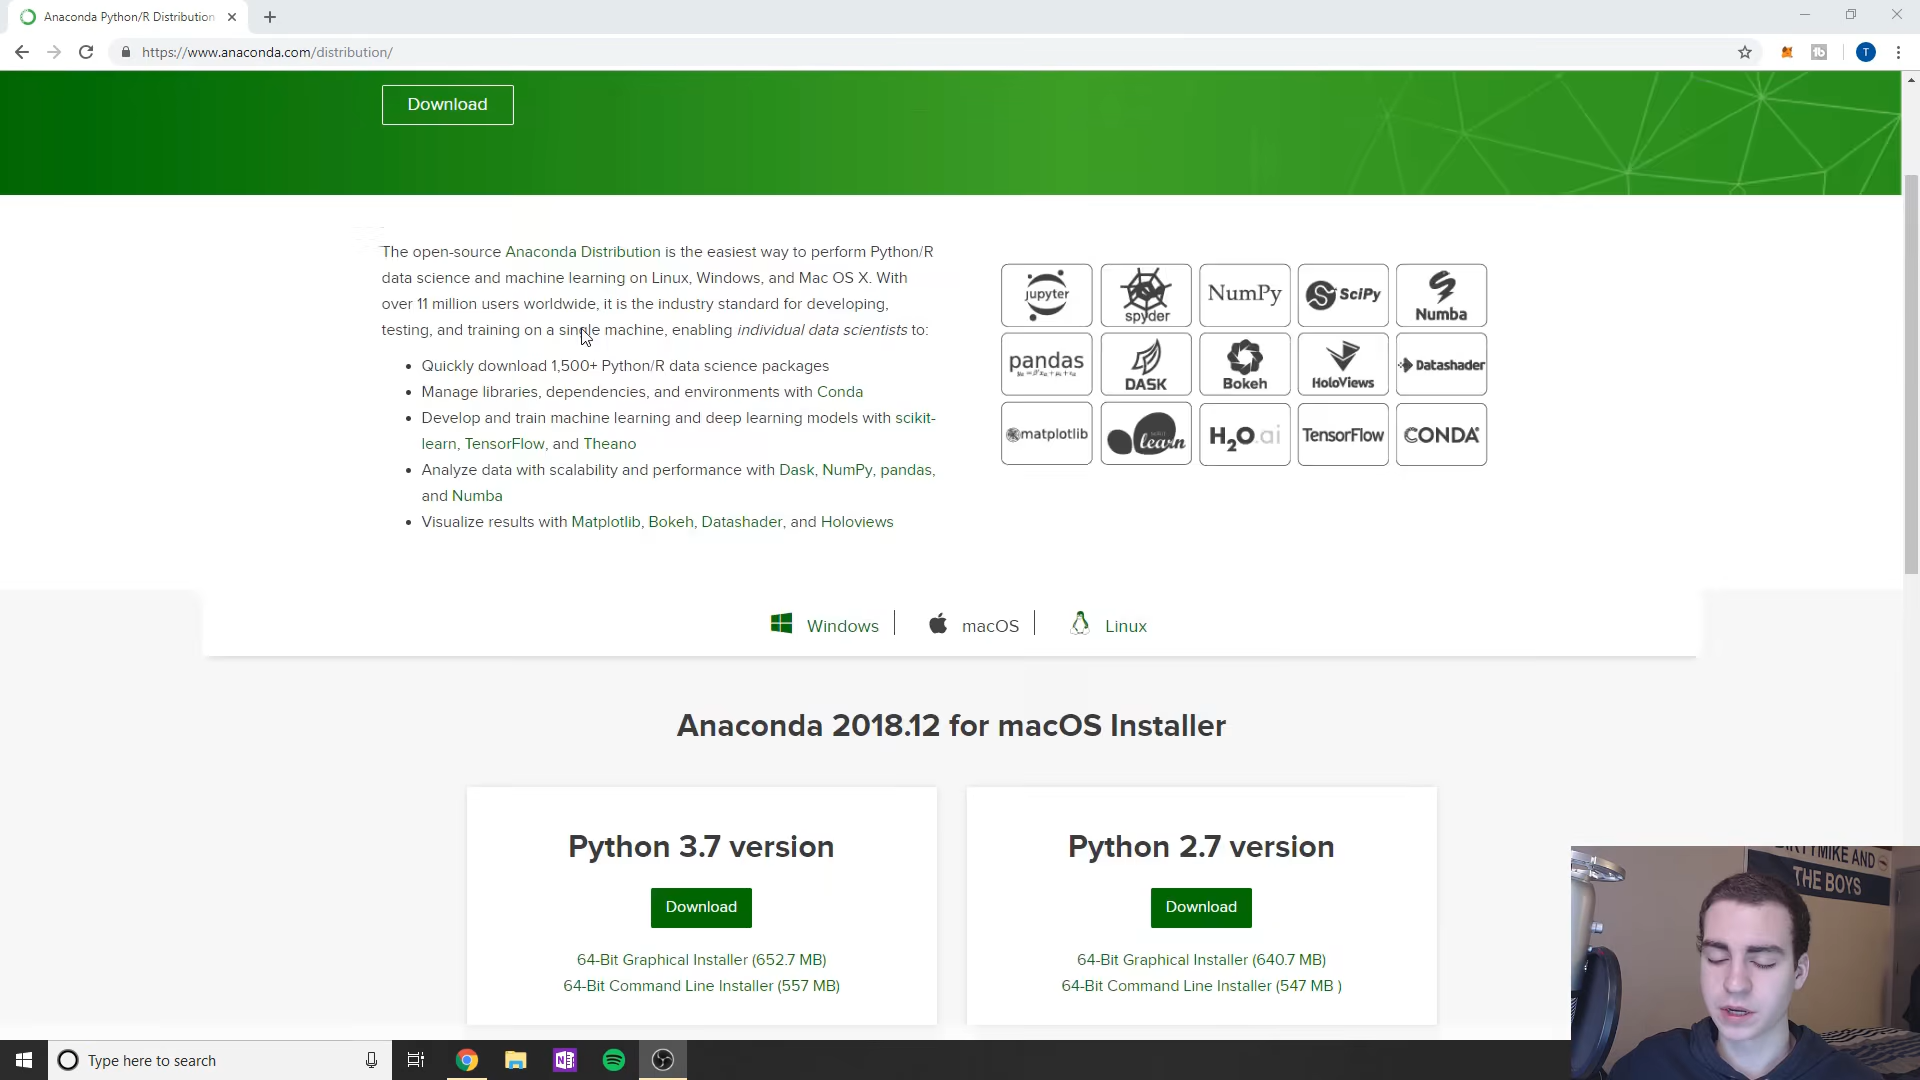 Anaconda Python/R Distribution
https://www.anaconda.com/distribution/
T
Download
The open-source Anaconda Distribution is the easiest way to perform Python/R
data science and machine learning on Linux, Windows, and Mac OS X. With
over 11 million users worldwide, it is the industry standard for developing,
testing, and training on a single machine, enabling individual data scientists to:
Quickly download 1,500+ Python/R data science packages
Manage libraries, dependencies, and environments with Conda
Develop and train machine learning and deep learning models with scikit-
learn, TensorFlow, and Theano
Analyze data with scalability and performance with Dask, NumPy, pandas,
and Numba
Visualize results with Matplotlib, Bokeh, Datashader, and Holoviews
jupyter
spyder
NumPy
SciPy
Numba
pandas
DASK
Bokeh
HoloViews
Datashader
matplotlib
learn
H2O.ai
TensorFlow
CONDA
Windows
macOS
Linux
Anaconda 2018.12 for macOS Installer
Python 3.7 version
Download
64-Bit Graphical Installer (652.7 MB)
64-Bit Command Line Installer (557 MB)
Python 2.7 version
Download
64-Bit Graphical Installer (640.7 MB)
64-Bit Command Line Installer (547 MB )
MIKE AND
THE BOYS
Type here to search